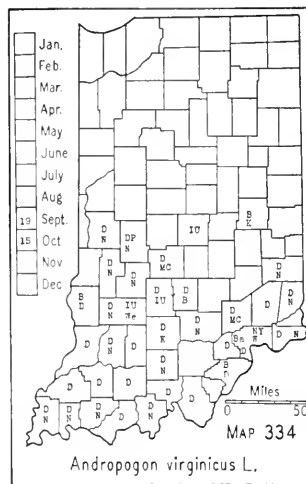 Jan.
Feb.
Mar.
Apr.
May
June
July
Aug
19 Sept.
15 Oct
Nov
Dec
B K
D N
DP N
IU
D N
D N
D MC
D N
B D
D N
IU We
D IU
D B
D N
D MC
D
D N
D
D N
D
D K
D N
D
Bn
D
NY W
D
N
B D
D
D
D
D
D N
D
D N
D N
D N
D
Miles
0 50
MAP 334
Andropogon virginicus L.